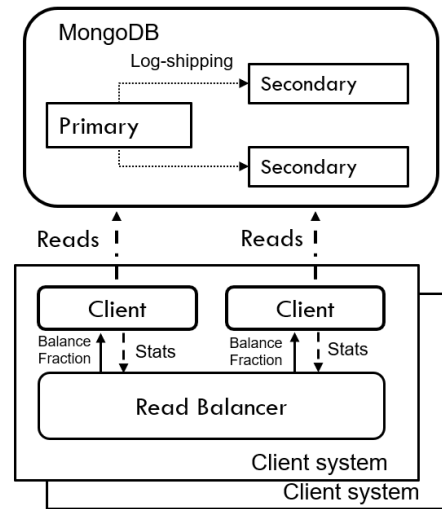 MongoDB
Log-shipping
Secondary
Primary
Secondary
Reads
Reads
Client
Client
Balance
Fraction
Stats
Balance
Fraction
Stats
Read Balancer
Client system
Client system